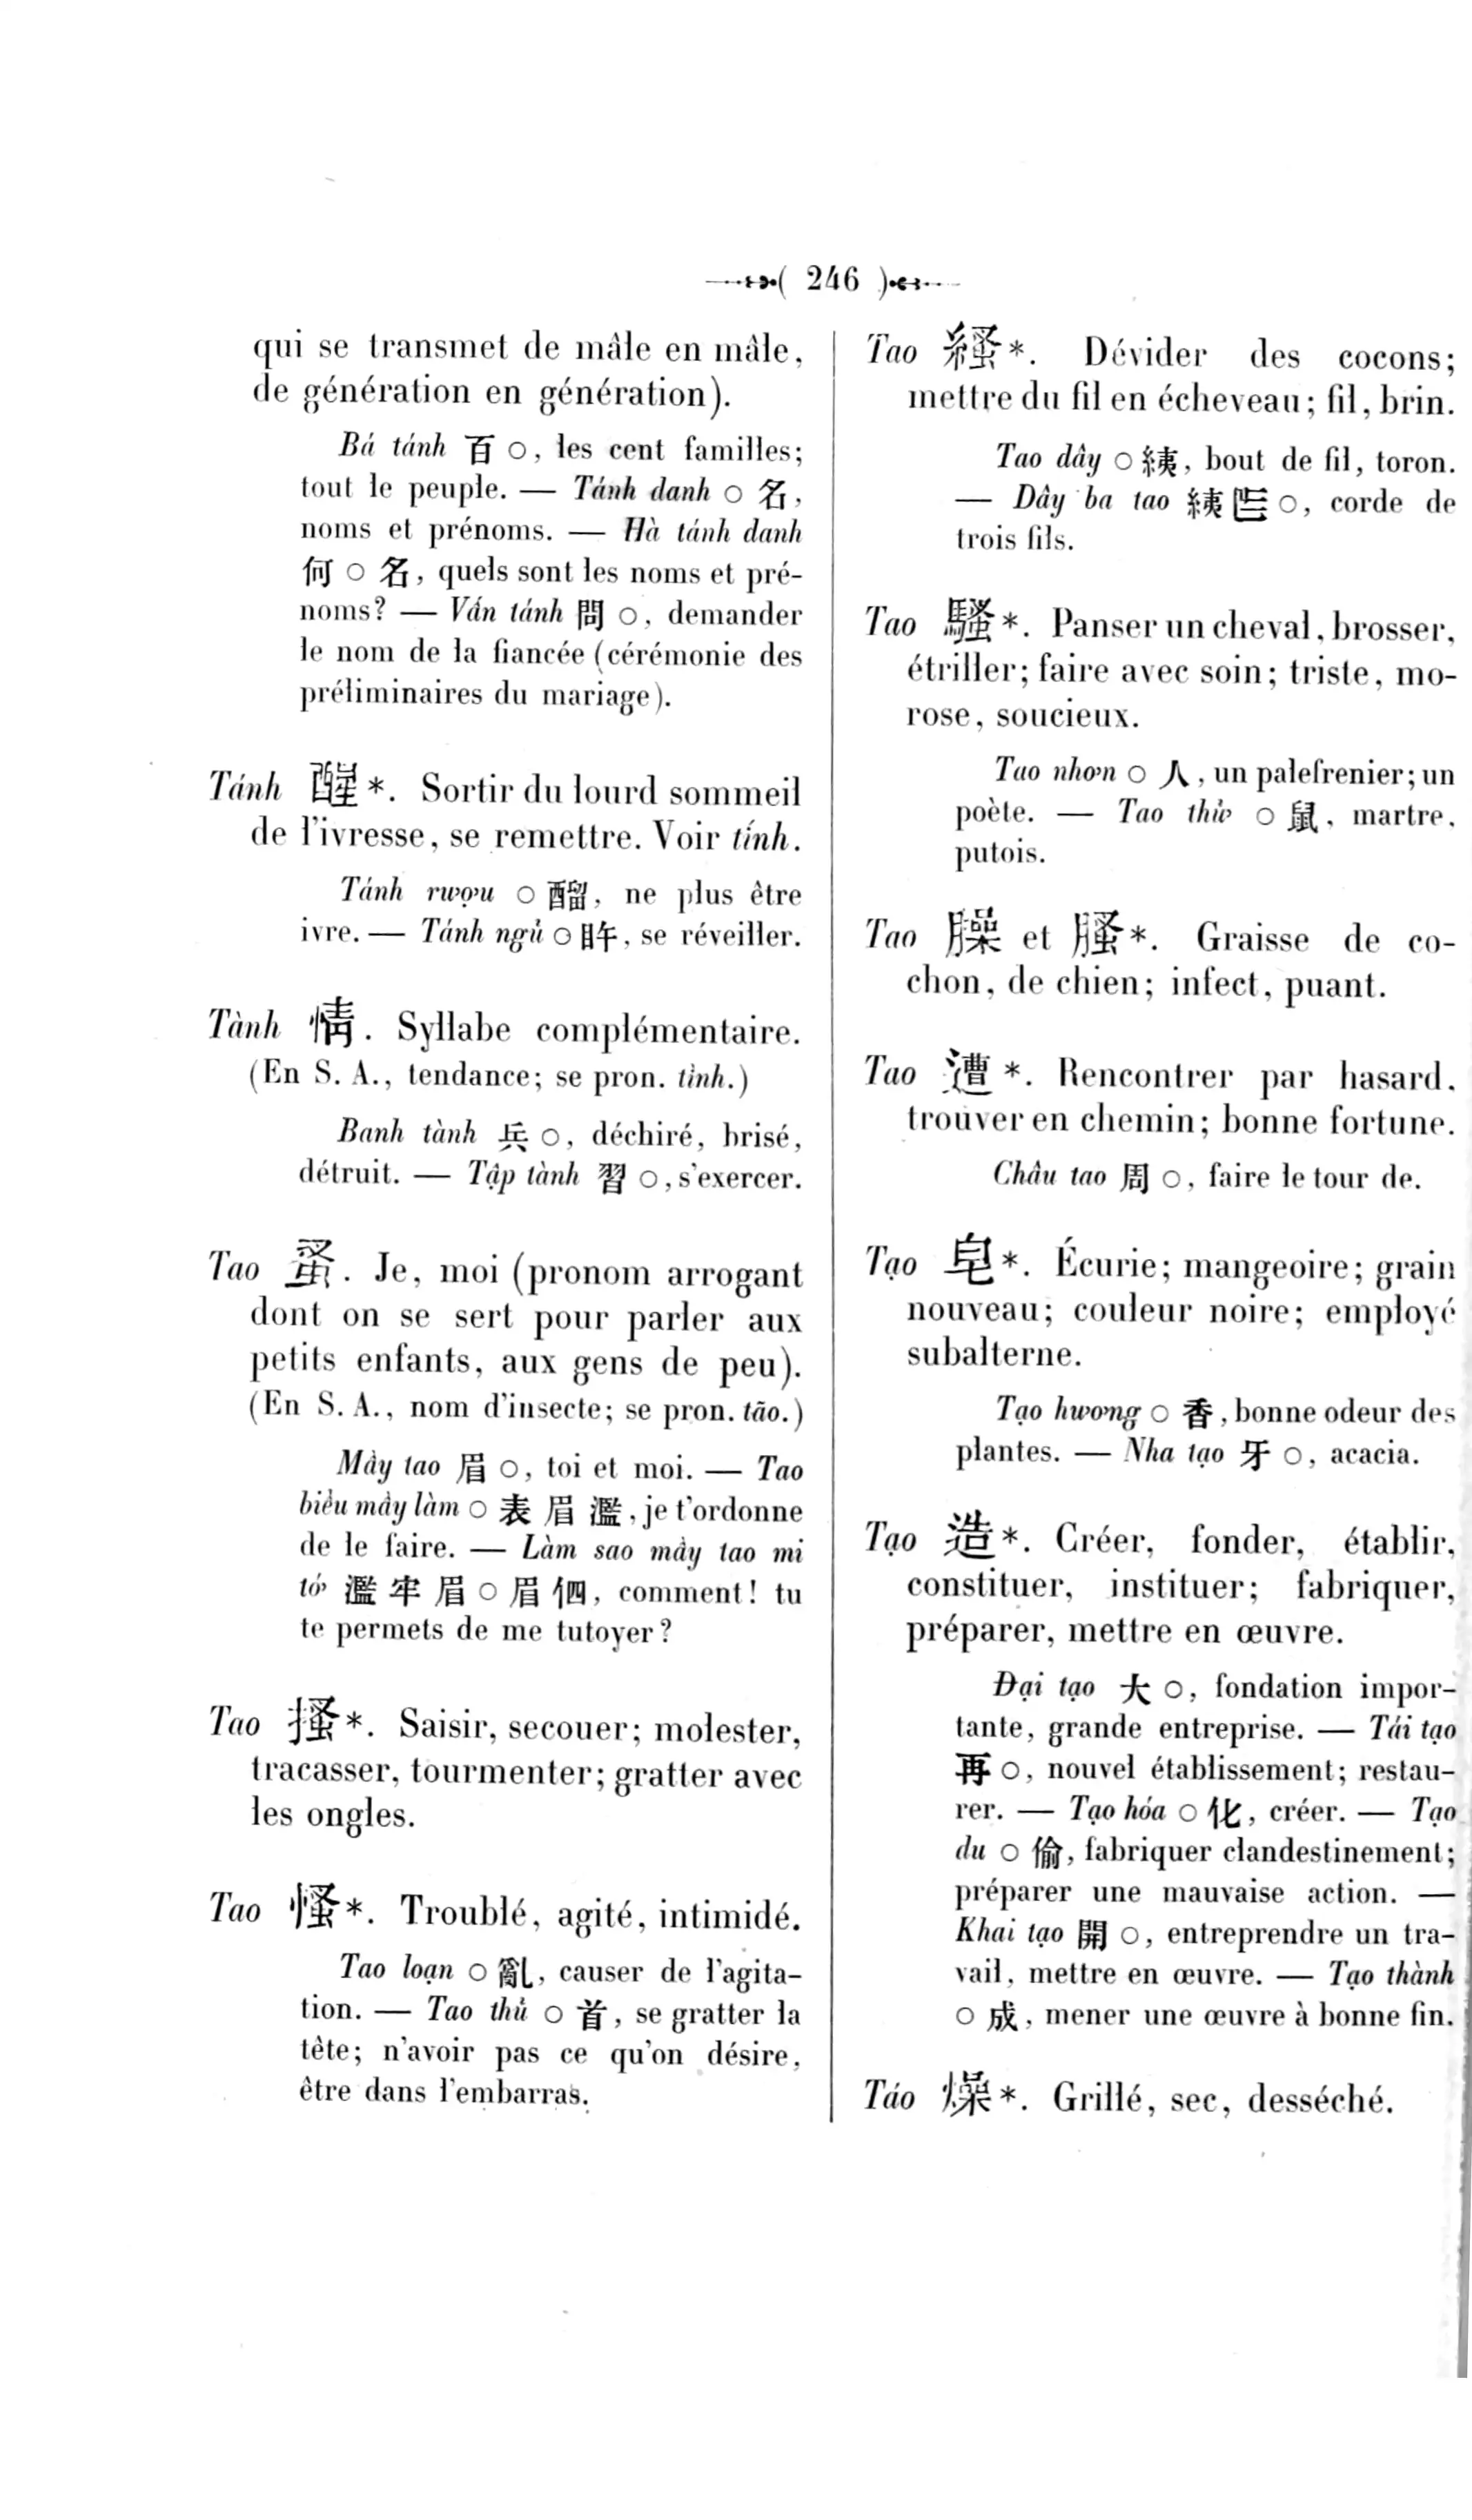 ( 246 )
qui se transmet de mâle en mâle,
de génération en génération).
Bá tánh 百 ○, les cent familles;
tout le peuple. — Tánh danh ○ 名,
noms et prénoms. — Hà tánh danh
何 ○ 名, quels sont les noms et pré-
noms? — Vấn tánh 問 ○, demander
le nom de la fiancée (cérémonie des
préliminaires du mariage).
Tánh 醒*. Sortir du lourd sommeil
de l'ivresse, se remettre. Voir tỉnh.
Tánh rượu ○ 醪, ne plus être
ivre. — Tánh ngủ ○ 𥄬, se réveiller.
Tành 情. Syllabe complémentaire.
(En S. A., tendance; se pron. tình.)
Banh tành 兵 ○, déchiré, brisé,
détruit. — Tập tành 習 ○, s'exercer.
Tao 蚤. Je, moi (pronom arrogant
dont on se sert pour parler aux
petits enfants, aux gens de peu).
(En S. A., nom d'insecte; se pron. tão.)
Mầy tao 眉 ○, toi et moi. — Tao
biểu mầy làm ○ 表 眉 濫, je t'ordonne
de le faire. — Làm sao mầy tao mi
tớ 濫 牢 眉 ○ 眉 伵, comment! tu
te permets de me tutoyer?
Tao 搔*. Saisir, secouer; molester,
tracasser, tourmenter; gratter avec
les ongles.
Tao 慅*. Troublé, agité, intimidé.
Tao loạn ○ 亂, causer de l'agita-
tion. — Tao thủ ○ 首, se gratter la
tête; n'avoir pas ce qu'on désire,
être dans l'embarras.
Tao 繅*. Dévider des cocons;
mettre du fil en écheveau; fil, brin.
Tao dây ○ 𦀊, bout de fil, toron.
— Dây ba tao 𦀊 𠀧 ○, corde de
trois fils.
Tao 騷*. Panser un cheval, brosser,
étriller; faire avec soin; triste, mo-
rose, soucieux.
Tao nhơn ○ 人, un palefrenier; un
poète. — Tao thử ○ 鼠, martre,
putois.
Tao 臊 et 膄*. Graisse de co-
chon, de chien; infect, puant.
Tao 遭*. Rencontrer par hasard,
trouver en chemin; bonne fortune.
Châu tao 周 ○, faire le tour de.
Tạo 皂*. Écurie; mangeoire; grain
nouveau; couleur noire; employé
subalterne.
Tạo hương ○ 香, bonne odeur des
plantes. — Nha tạo 牙 ○, acacia.
Tạo 造*. Créer, fonder, établir,
constituer, instituer; fabriquer,
préparer, mettre en œuvre.
Đại tạo 大 ○, fondation impor-
tante, grande entreprise. — Tái tạo
再 ○, nouvel établissement; restau-
rer. — Tạo hóa ○ 化, créer. — Tạo
du ○ 偷, fabriquer clandestinement;
préparer une mauvaise action. —
Khai tạo 開 ○, entreprendre un tra-
vail, mettre en œuvre. — Tạo thành
○ 成, mener une œuvre à bonne fin.
Táo 燥*. Grillé, sec, desséché.